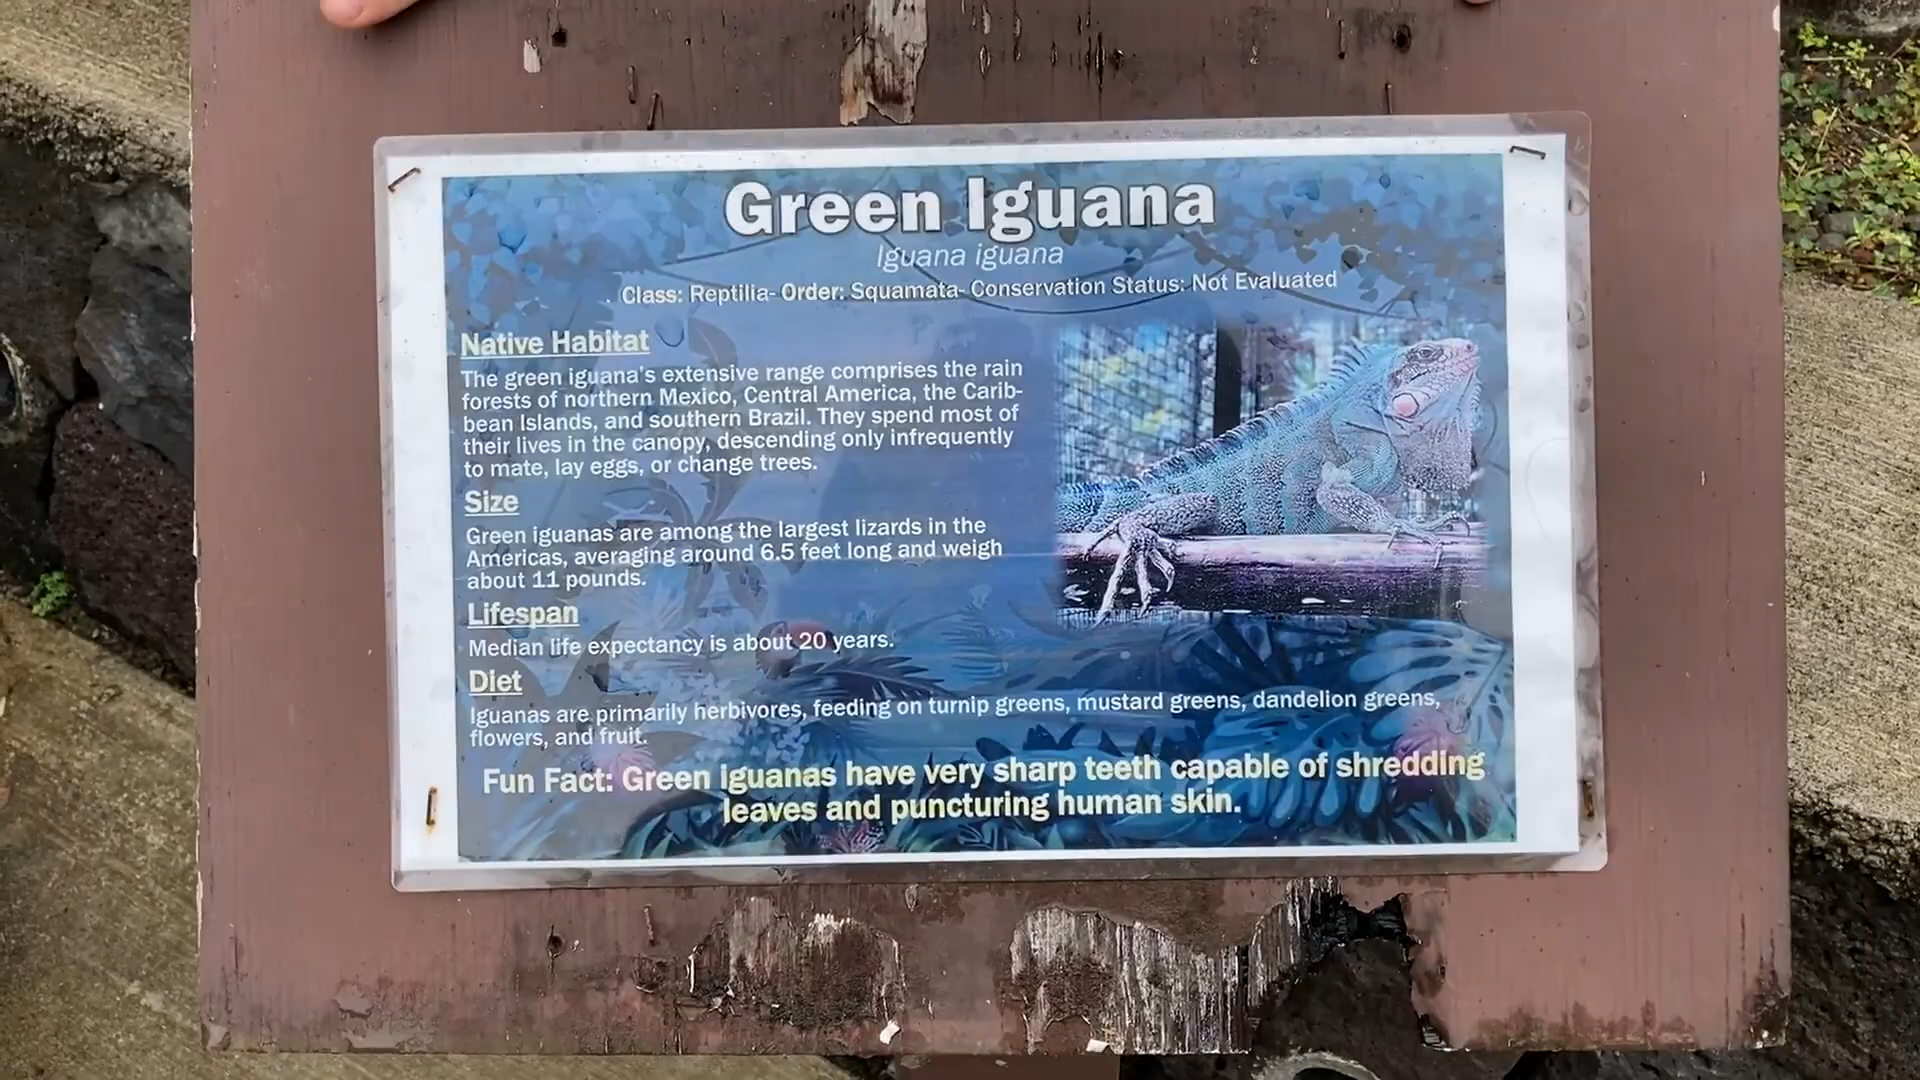 Green Iguana
Iguana iguana
Class: Reptilia- Order: Squamata- Conservation Status: Not Evaluated
Native Habitat
The green iguana's extensive range comprises the rain
forests of northern Mexico, Central America, the Carib-
bean Islands, and southern Brazil. They spend most of
their lives in the canopy, descending only infrequently
to mate, lay eggs, or change trees.
Size
Green iguanas are among the largest lizards in the
Americas, averaging around 6.5 feet long and weigh
about 11 pounds.
Lifespan
Median life expectancy is about 20 years.
Diet
Iguanas are primarily herbivores, feeding on turnip greens, mustard greens, dandelion greens,
flowers, and fruit.
Fun Fact: Green iguanas have very sharp teeth capable of shredding
leaves and puncturing human skin.